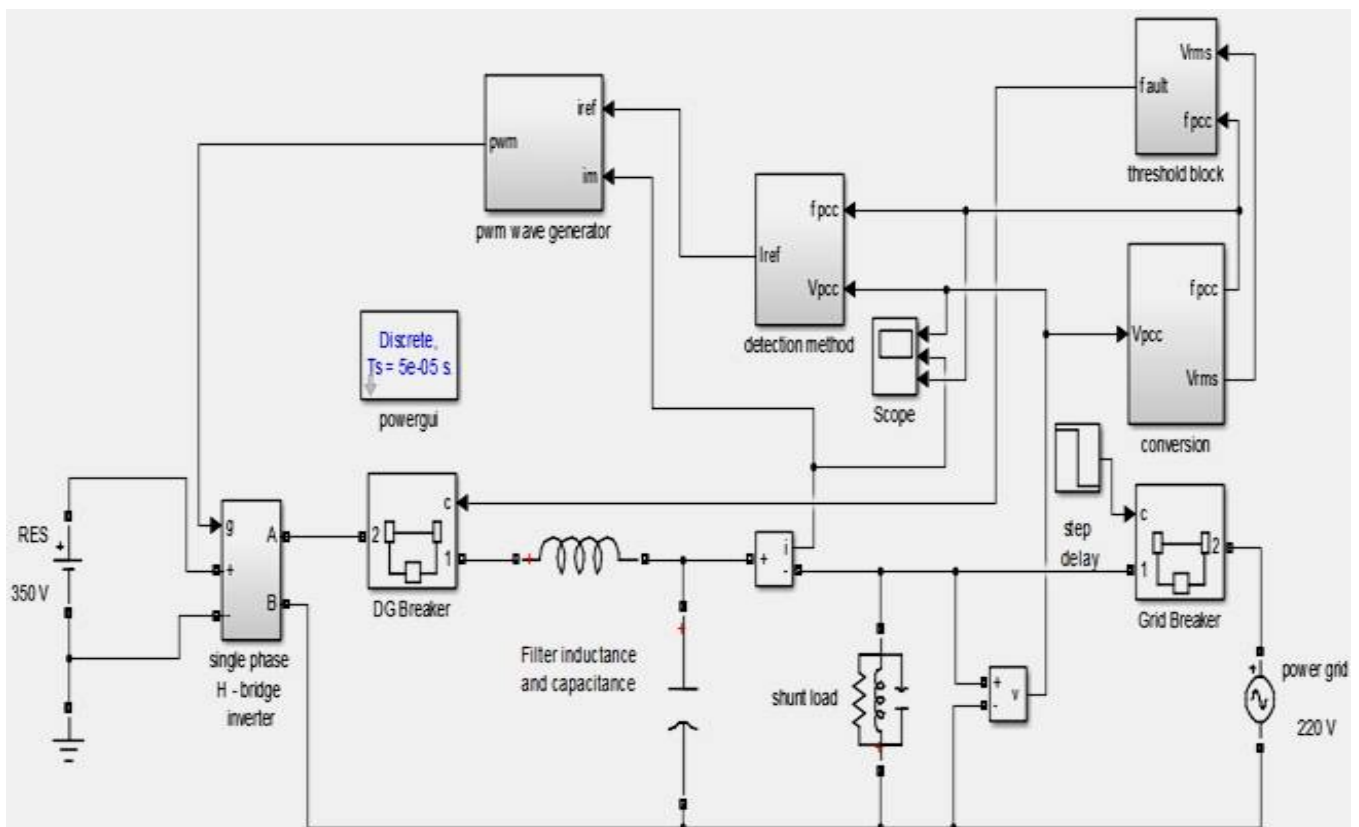 Vrms
fault
fpcc
threshold block
iref
pwm
im
pwm wave generator
fpcc
Iref
Vpcc
detection method
fpcc
Vpcc
Vrms
conversion
Scope
Discrete,
Ts = 5e-05 s.
powergui
RES
+
350 V
g
A
+
B
-
single phase
H - bridge
inverter
c
2
1
DG Breaker
+
Filter inductance
and capacitance
+
+
i
-
shunt load
+
+
v
-
step
delay
c
2
1
Grid Breaker
+
power grid
220 V